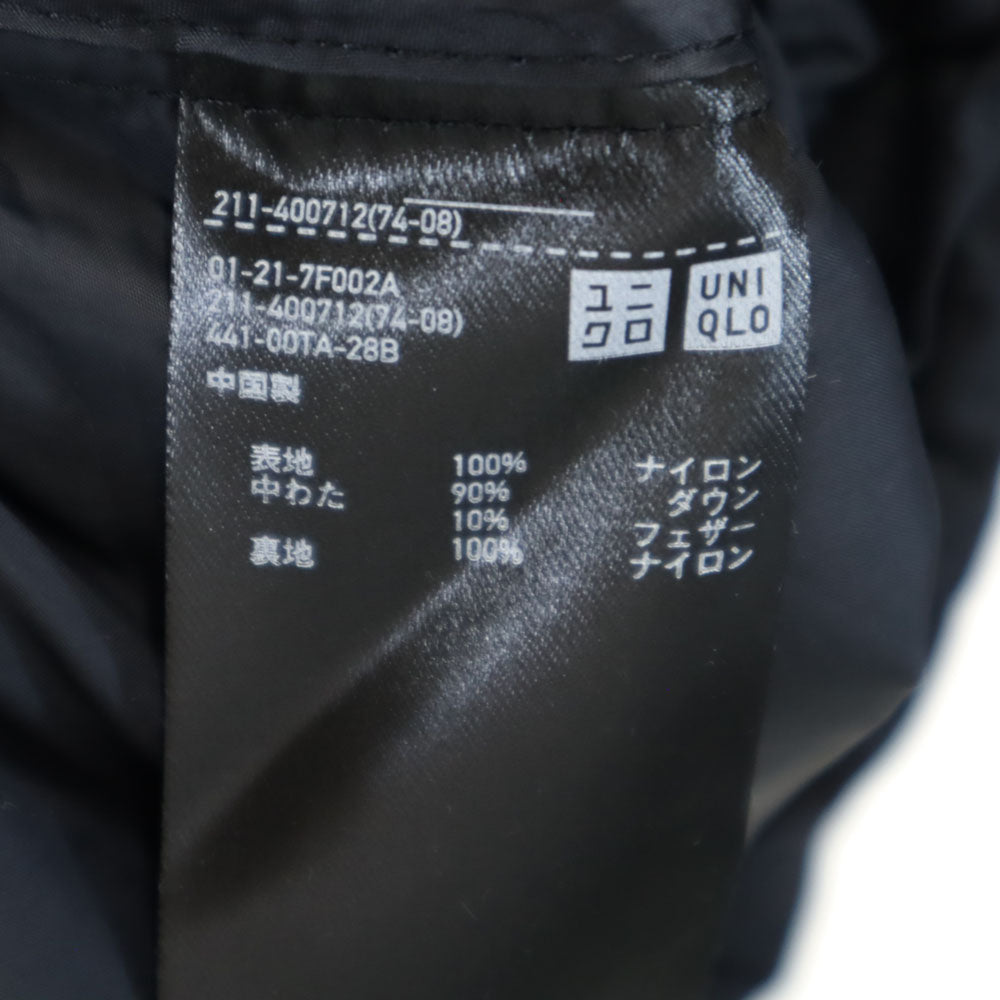 211-400712(74-08)
01-21-7F002A
211-400712(74-08)
441-00TA-28B
中国製
ユニ
クロ
UNI
QLO
表地 100% ナイロン
中わた 90% ダウン
10% フェザー
裏地 100% ナイロン